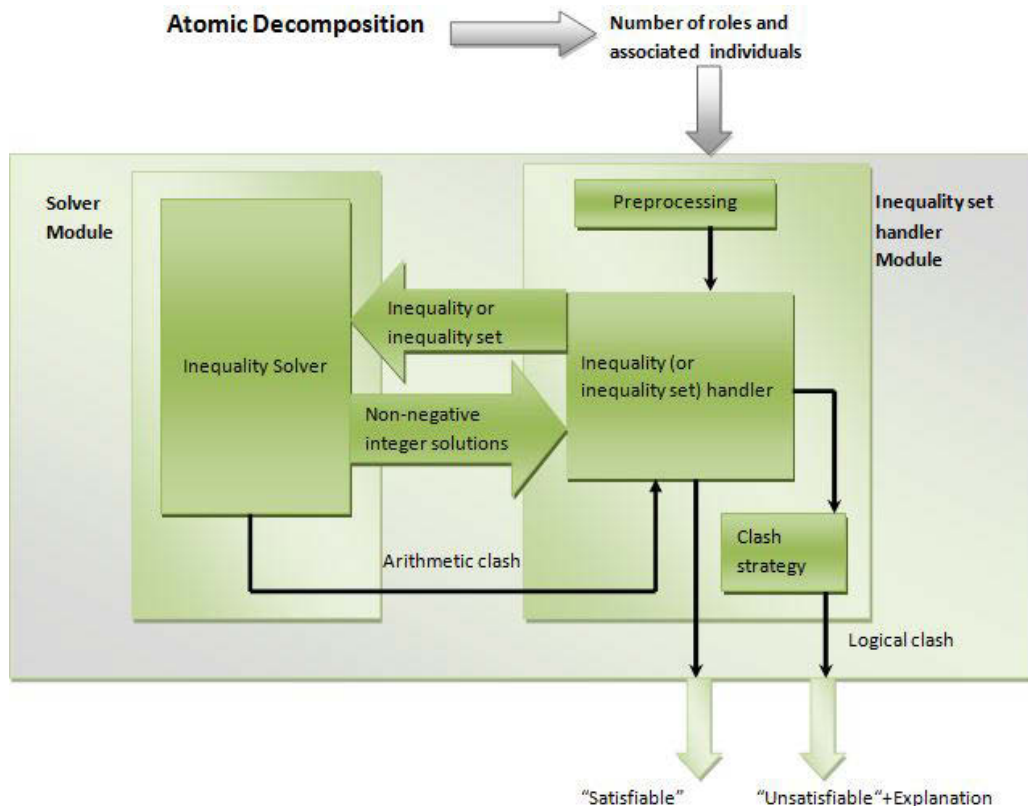 Atomic Decomposition
Number of roles and
associated individuals
Solver
Module
Preprocessing
Inequality set
handler
Module
Inequality or
inequality set
Inequality Solver
Inequality (or
inequality set) handler
Non-negative
integer solutions
Clash
strategy
Arithmetic clash
Logical clash
“Satisfiable”
“Unsatisfiable“+Explanation